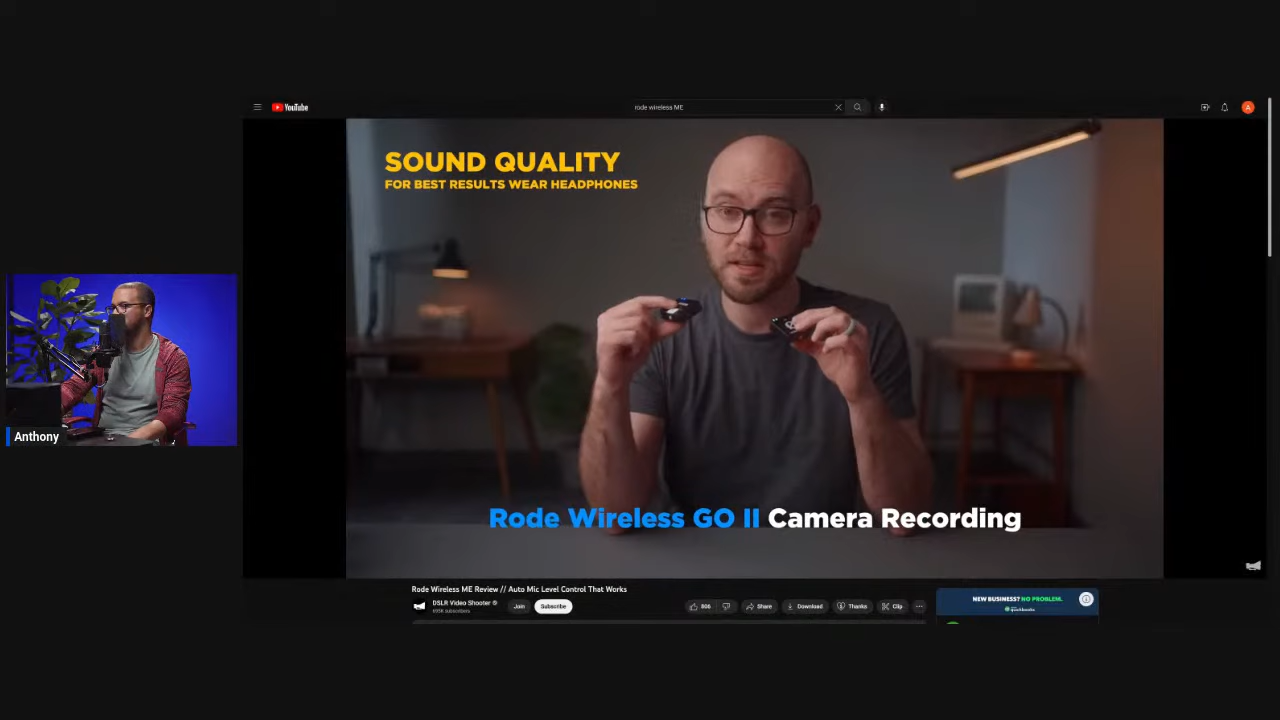 YouTube
rode wireless ME
A
SOUND QUALITY
FOR BEST RESULTS WEAR HEADPHONES
Rode Wireless GO II Camera Recording
Anthony
Rode Wireless ME Review // Auto Mic Level Control That Works
DSLR Video Shooter
Join
Subscribe
806
Share
Download
Thanks
Clip
NEW BUSINESS? NO PROBLEM.
quickbooks